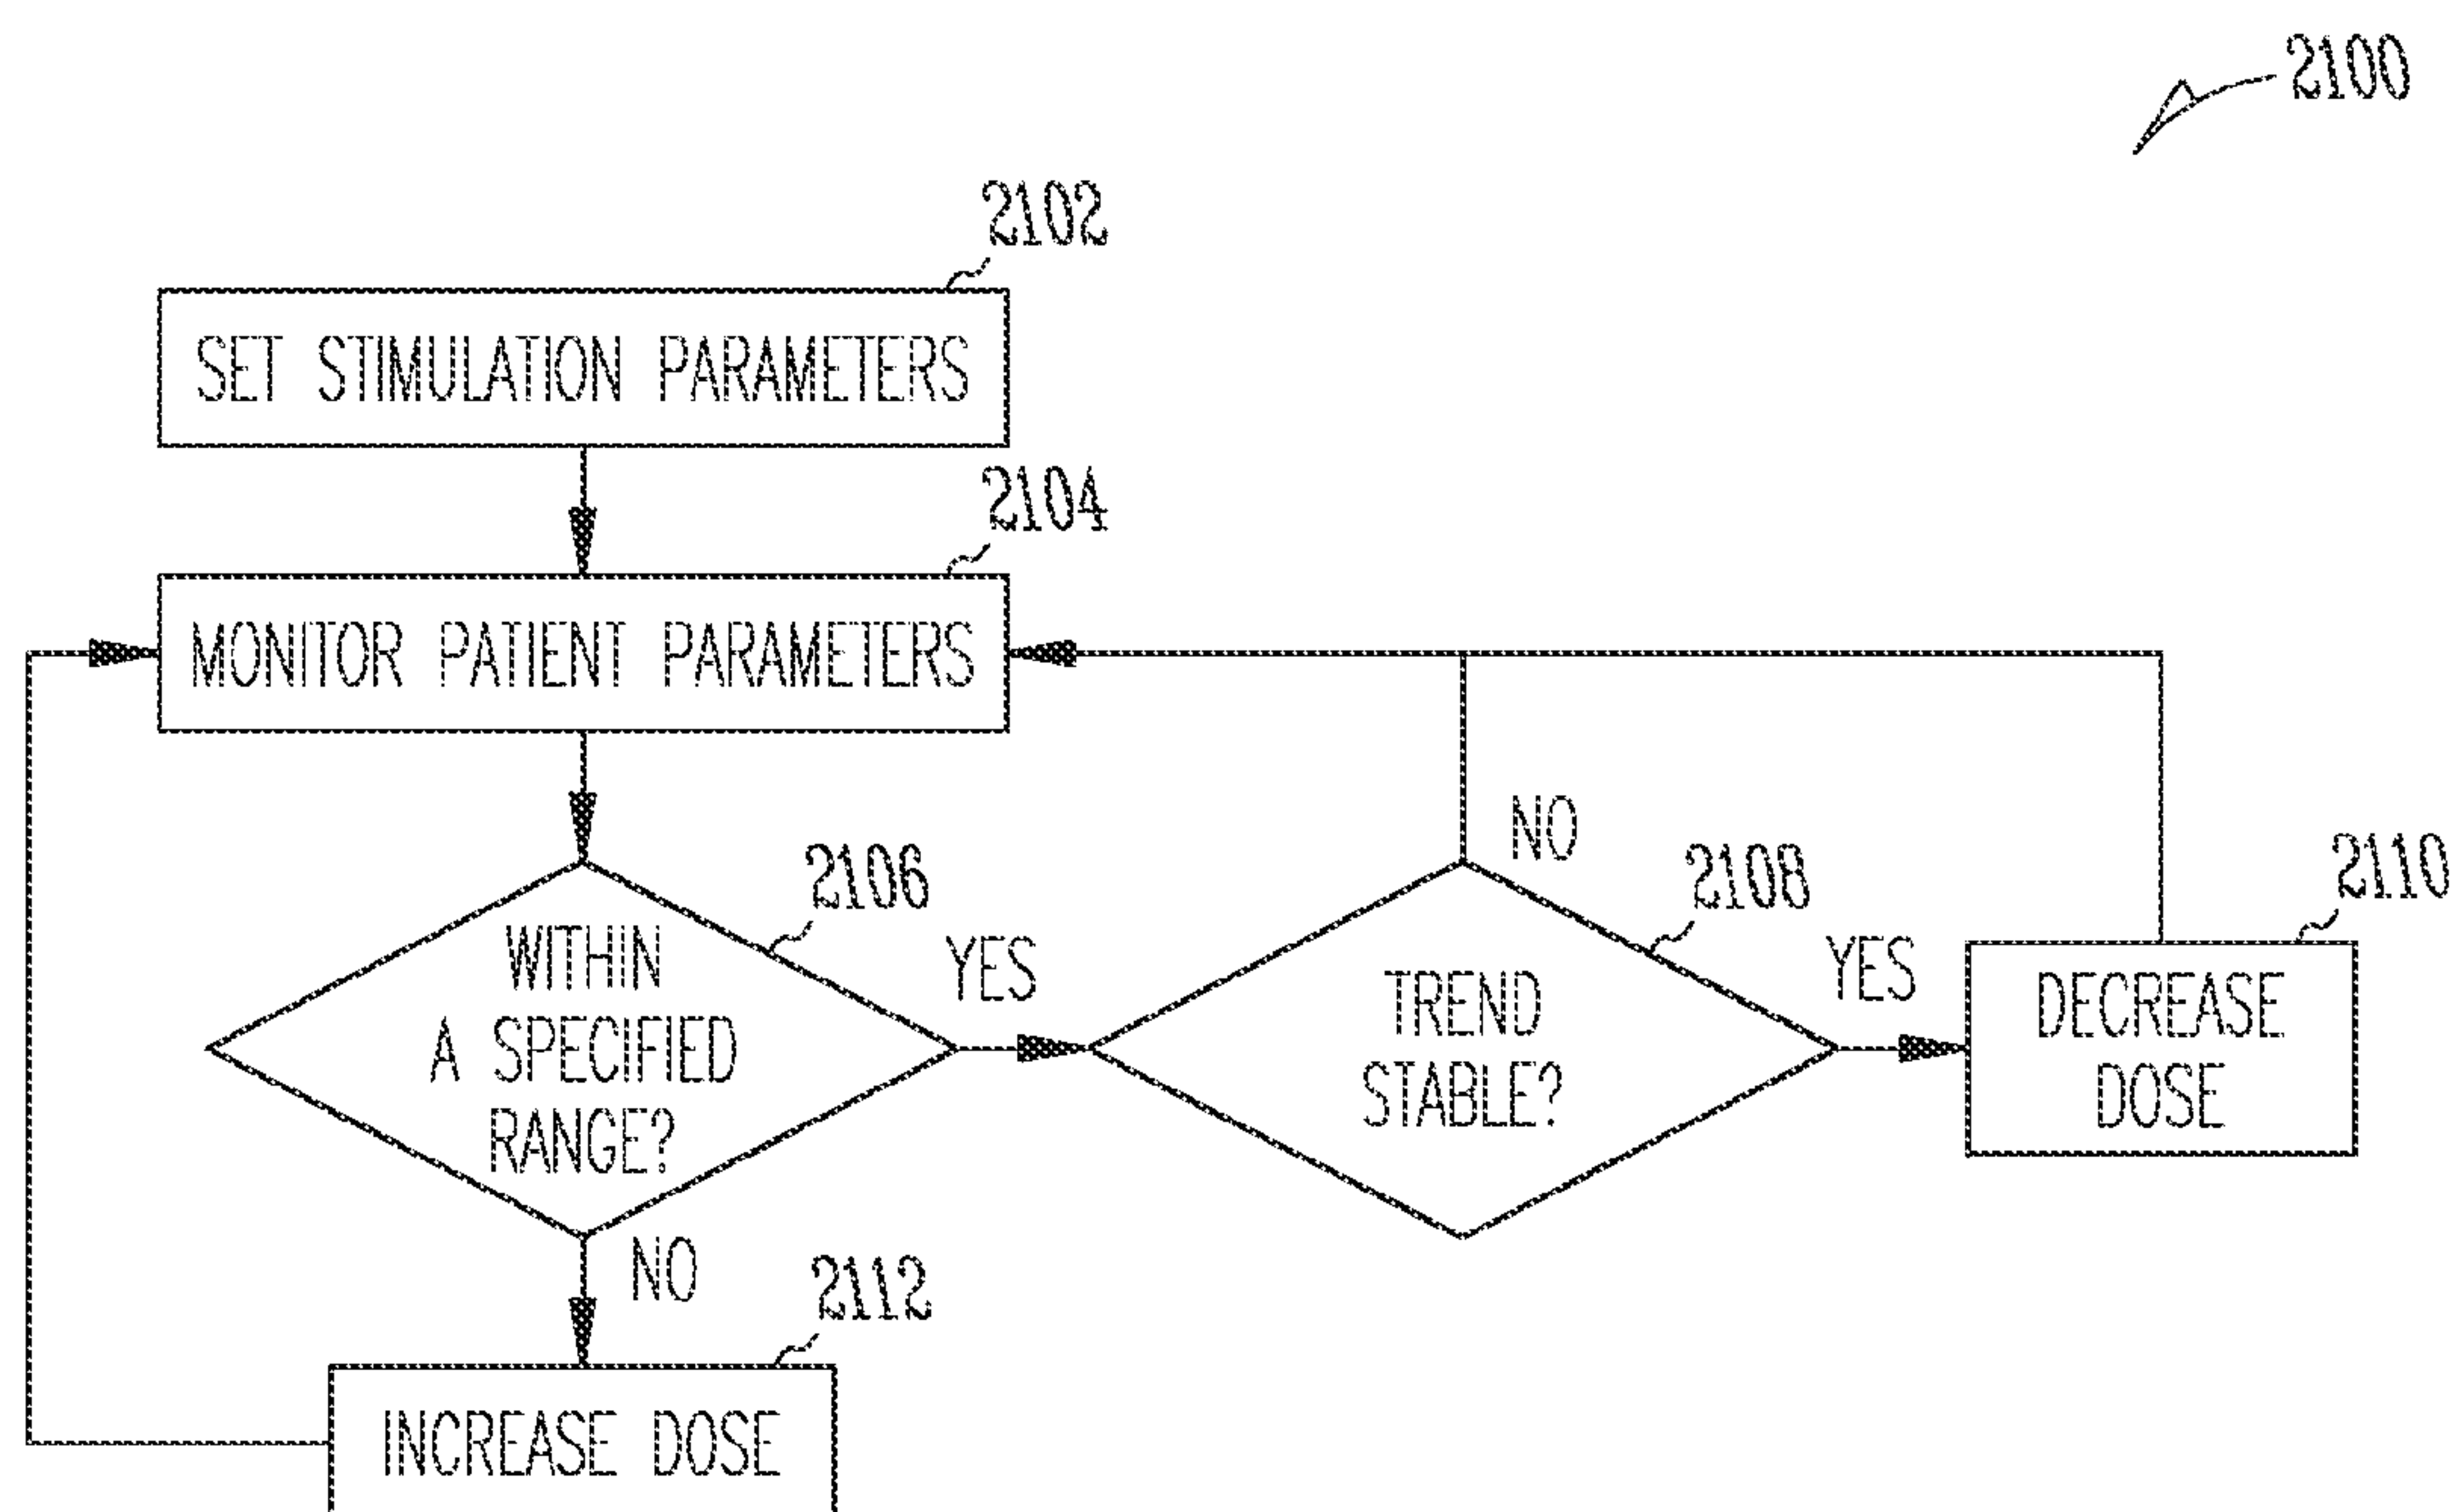 2100
2102
SET STIMULATION PARAMETERS
2104
MONITOR PATIENT PARAMETERS
NO
2106
2108
2110
WITHIN
A SPECIFIED
RANGE?
YES
TREND
STABLE?
YES
DECREASE
DOSE
NO
2112
INCREASE DOSE